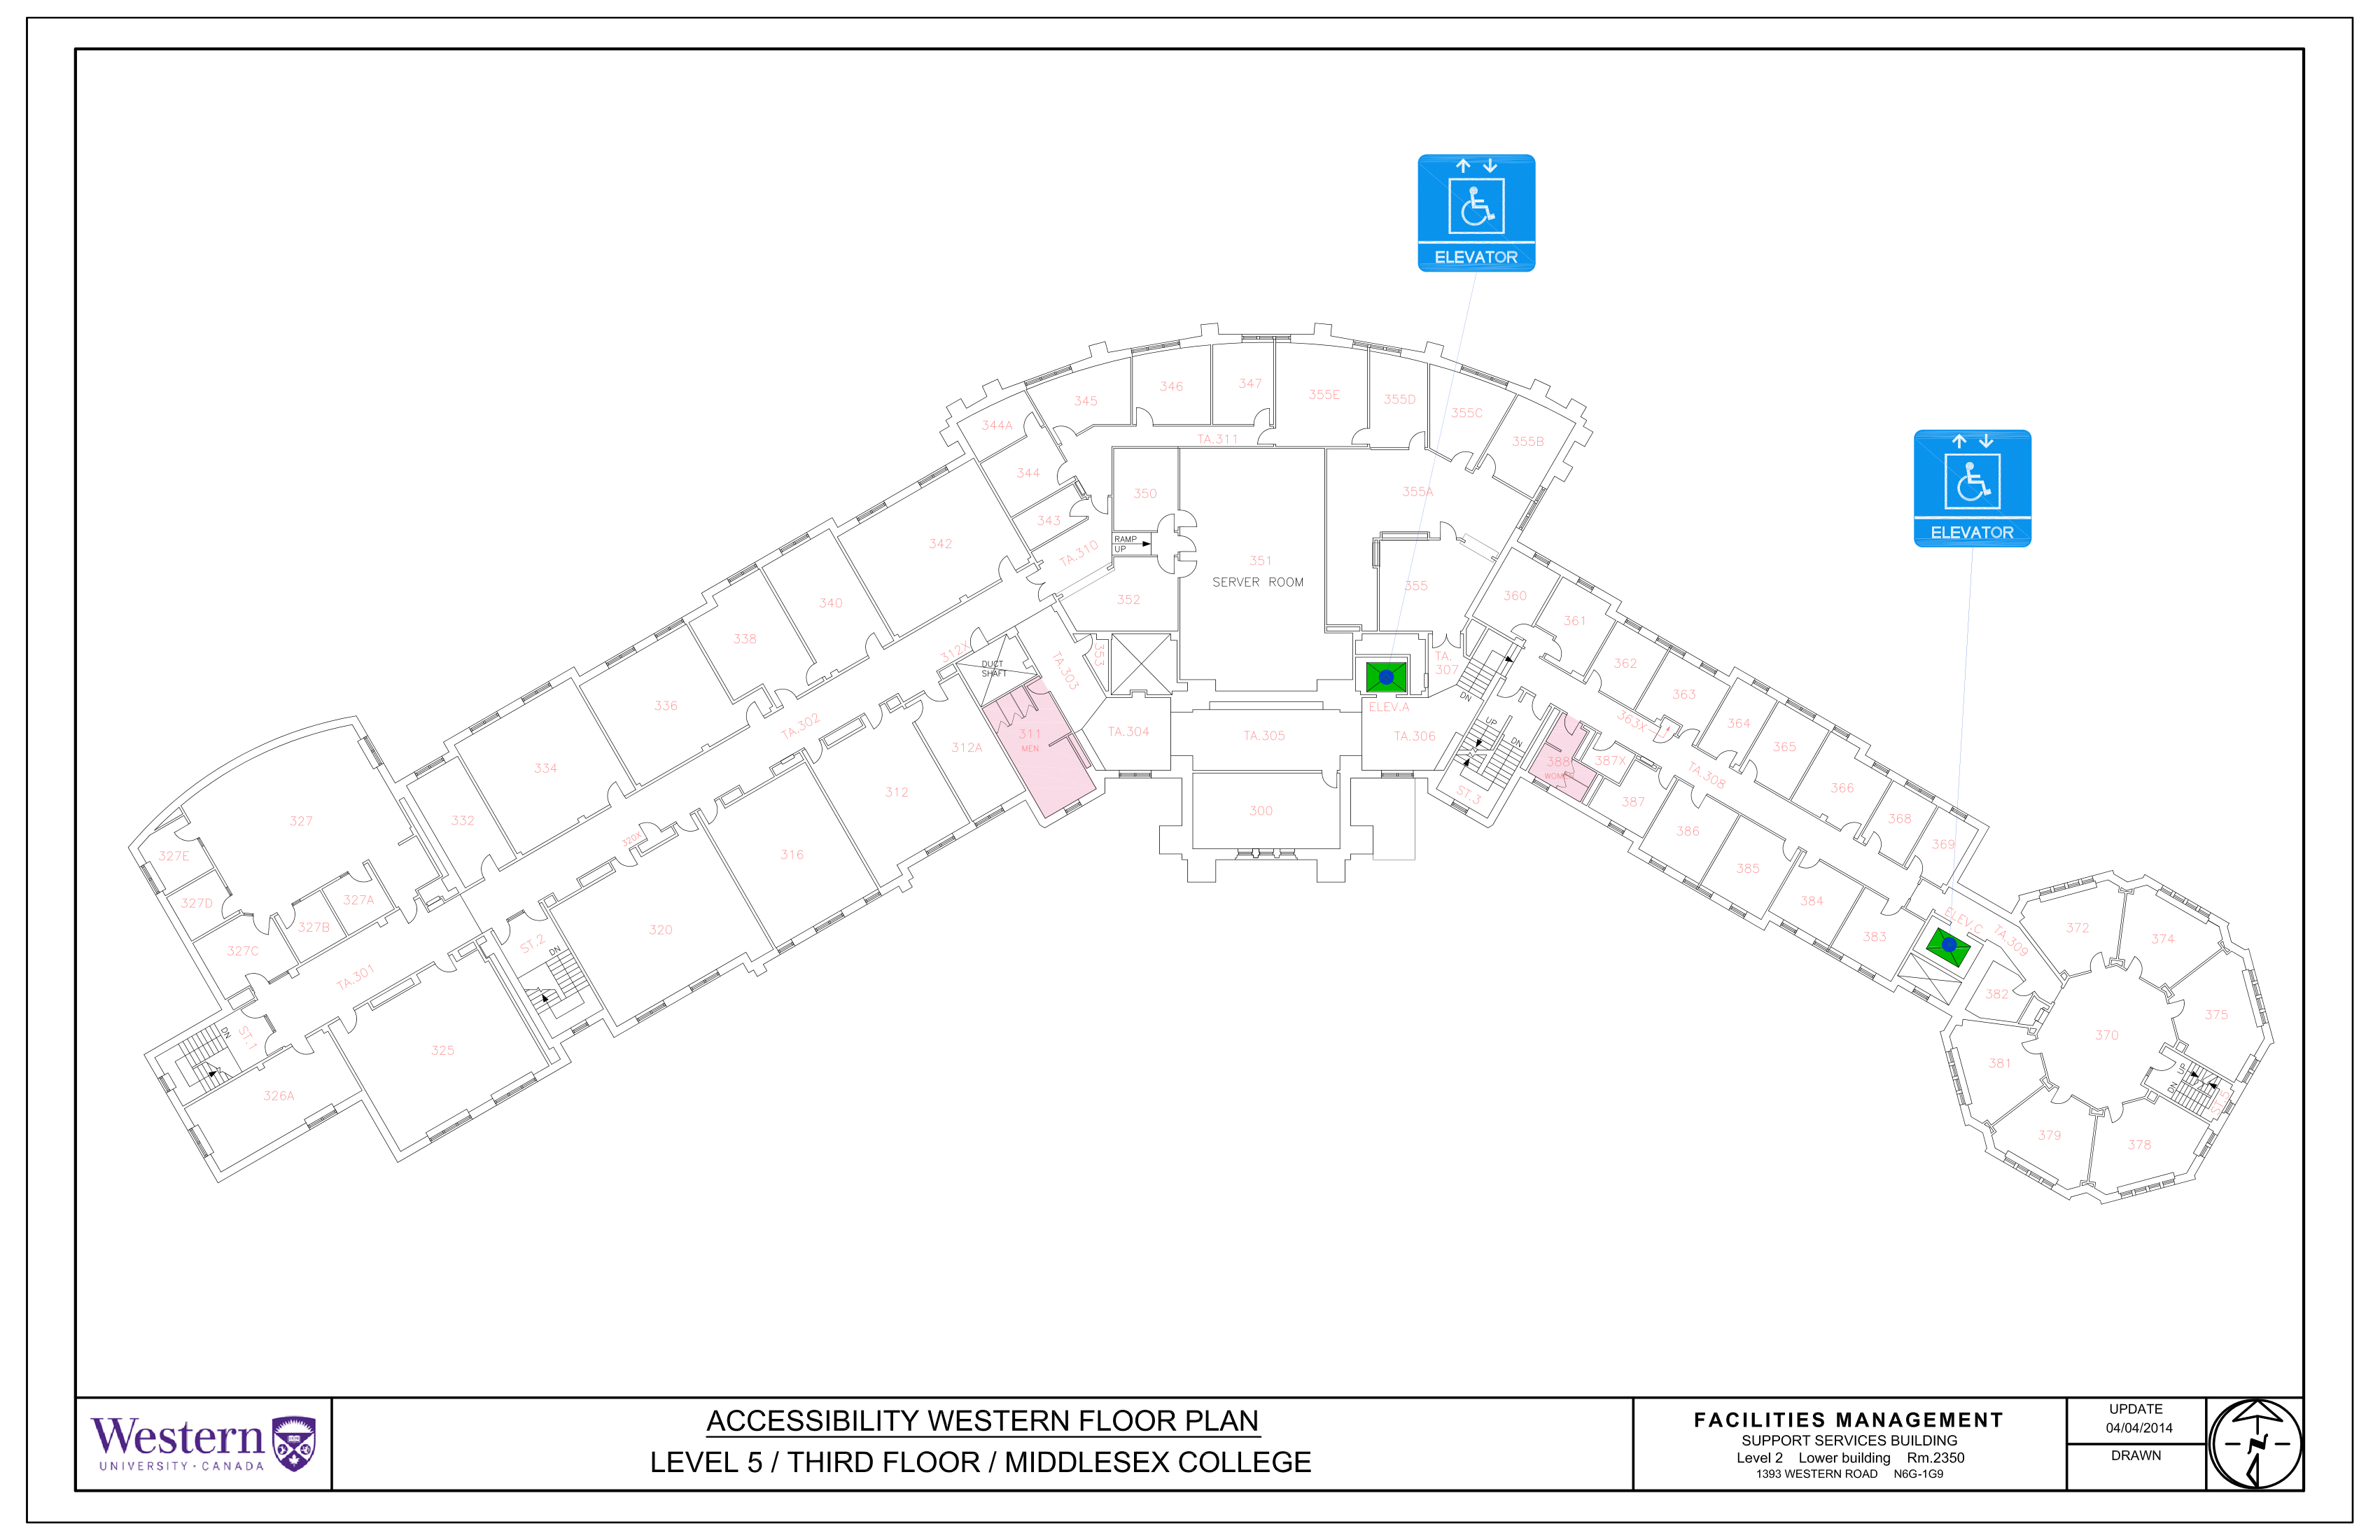 ELEVATOR
ELEVATOR
344A
345
346
347
355E
355D
355C
355B
TA.311
344
343
350
355A
342
TA.310
RAMP
UP
351
SERVER ROOM
352
355
360
361
362
363
364
365
366
368
369
340
338
336
334
332
327
327E
327D
327C
327B
327A
TA.301
TA.302
312X
DUCT
SHAFT
TA.303
353
TA.304
TA.305
TA.306
TA.
307
ELEV.A
DN
UP
DN
ST.3
311
MEN
312A
312
316
320X
320
ST.2
DN
325
326A
ST.1
DN
300
388
387X
363X
TA.308
387
386
385
384
383
ELEV.C
TA.309
372
374
375
370
382
381
379
378
UP
DN
ST.5
Western
UNIVERSITY · CANADA
ACCESSIBILITY WESTERN FLOOR PLAN
LEVEL 5 / THIRD FLOOR / MIDDLESEX COLLEGE
FACILITIES MANAGEMENT
SUPPORT SERVICES BUILDING
Level 2 Lower building Rm.2350
1393 WESTERN ROAD N6G-1G9
UPDATE
04/04/2014
DRAWN
N